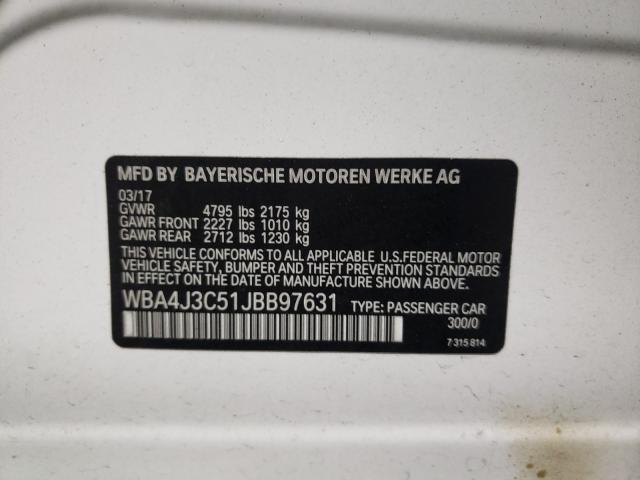 MFD BY BAYERISCHE MOTOREN WERKE AG
03/17
GVWR 4795 lbs 2175 kg
GAWR FRONT 2227 lbs 1010 kg
GAWR REAR 2712 lbs 1230 kg
THIS VEHICLE CONFORMS TO ALL APPLICABLE U.S.FEDERAL MOTOR
VEHICLE SAFETY, BUMPER, AND THEFT PREVENTION STANDARDS
IN EFFECT ON THE DATE OF MANUFACTURE SHOWN ABOVE.
WBA4J3C51JBB97631 TYPE: PASSENGER CAR
300/0
7 315 814